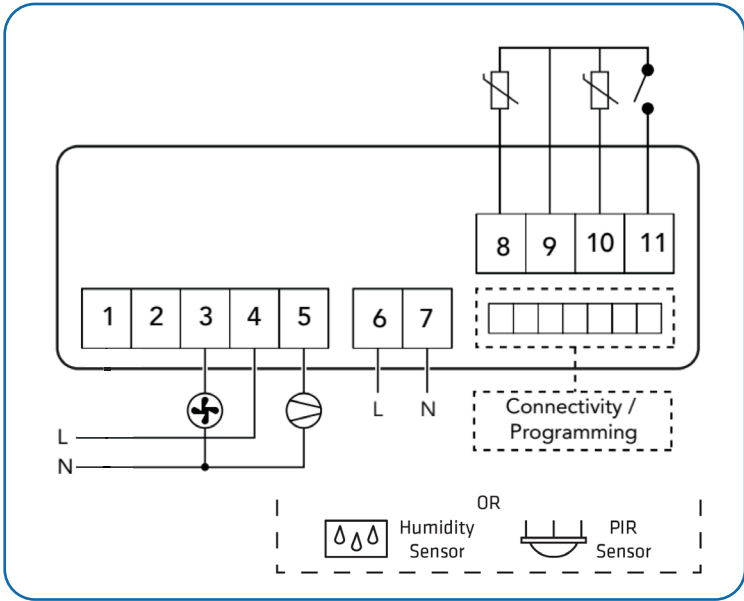 8 9 10 11
1 2 3 4 5 6 7
L N
Connectivity /
Programming
L
N
OR
Humidity
Sensor
PIR
Sensor